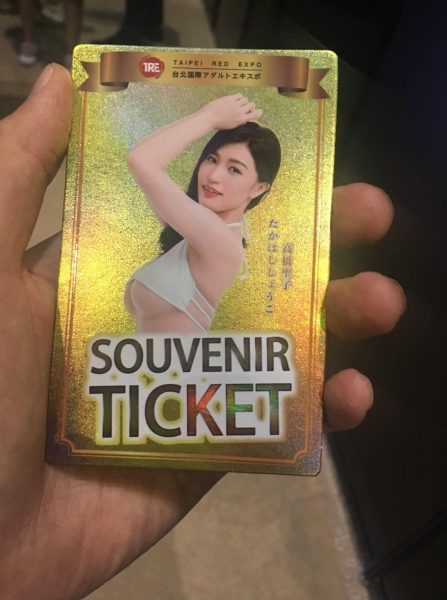 TRE
TAIPEI RED EXPO
台北國際アダルトエキスポ
高橋聖子
たかはししょうこ
SOUVENIR
TICKET